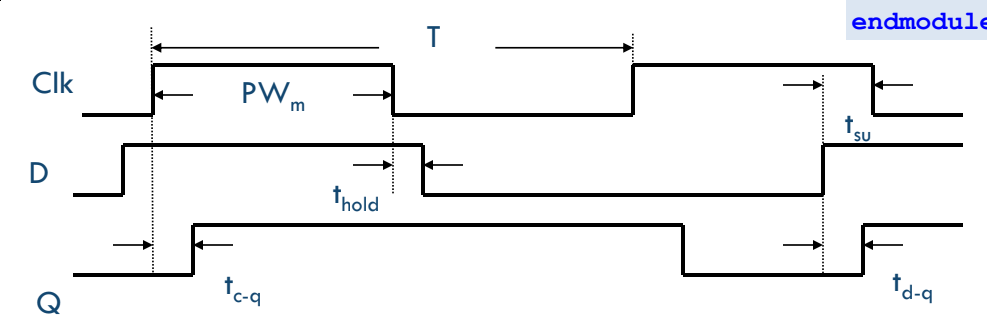 endmodule
T
Clk
PWm
tsu
D
thold
tc-q
td-q
Q